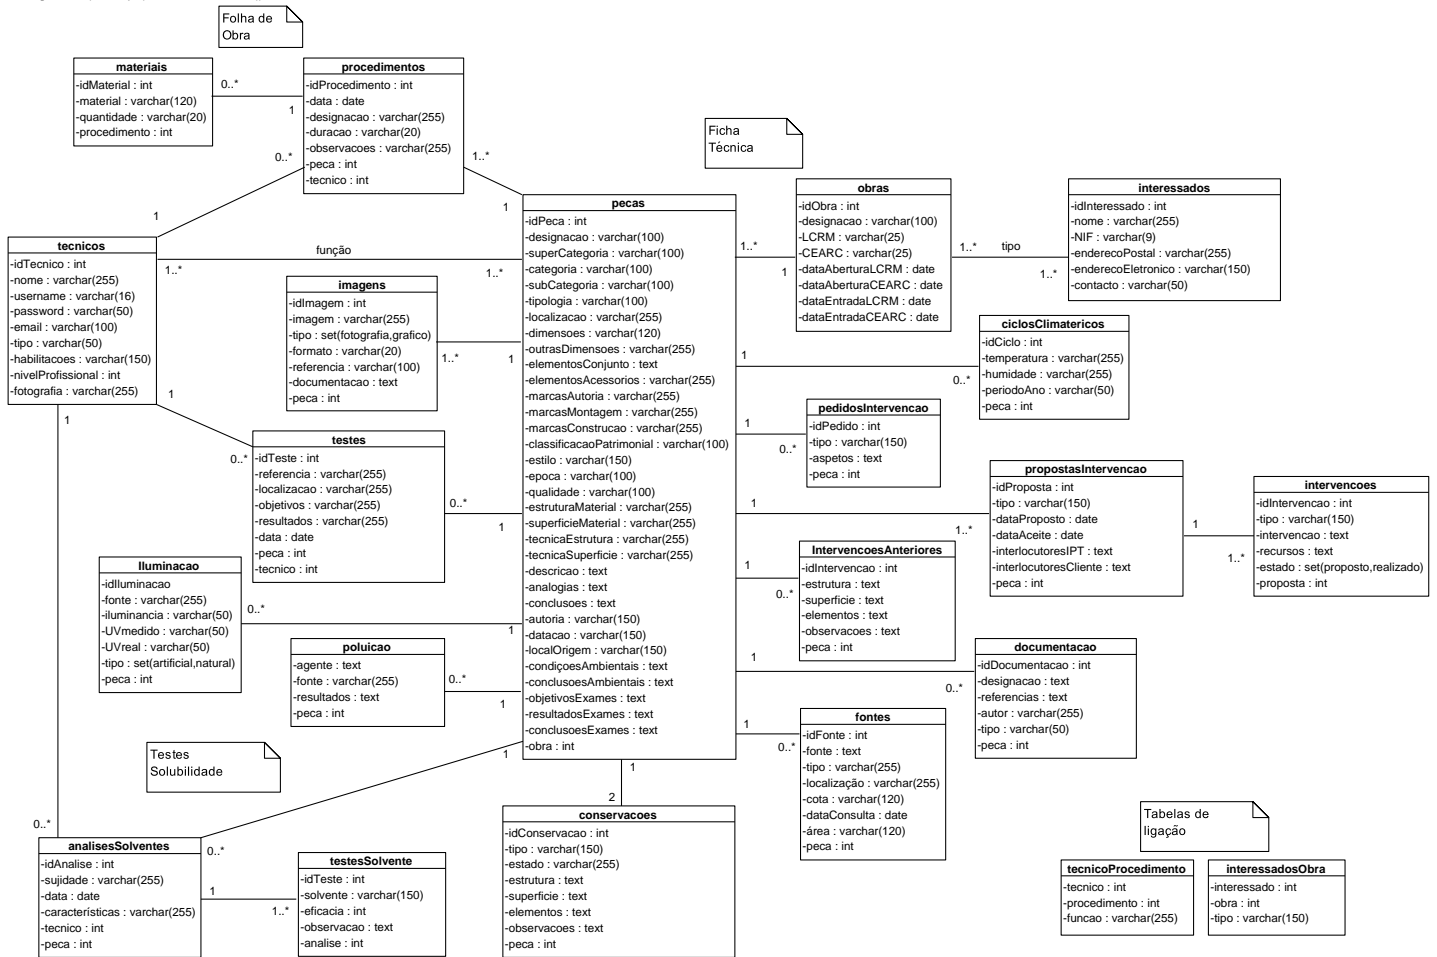 Folha de
Obra
materiais
-idMaterial : int
-material : varchar(120)
-quantidade : varchar(20)
-procedimento : int
0..*
1
procedimentos
-idProcedimento : int
-data : date
-designacao : varchar(255)
-duracao : varchar(20)
-observacoes : varchar(255)
-peca : int
-tecnico : int
0..*
1
1..*
1
Ficha
Técnica
tecnicos
-idTecnico : int
-nome : varchar(255)
-username : varchar(16)
-password : varchar(50)
-email : varchar(100)
-tipo : varchar(50)
-habilitacoes : varchar(150)
-nivelProfissional : int
-fotografia : varchar(255)
função
1..*
1..*
imagens
-idImagem : int
-imagem : varchar(255)
-tipo : set(fotografia,grafico)
-formato : varchar(20)
-referencia : varchar(100)
-documentacao : text
-peca : int
1..*
1
pecas
-idPeca : int
-designacao : varchar(100)
-superCategoria : varchar(100)
-categoria : varchar(100)
-subCategoria : varchar(100)
-tipologia : varchar(100)
-localizacao : varchar(255)
-dimensoes : varchar(120)
-outrasDimensoes : varchar(255)
-elementosConjunto : text
-elementosAcessorios : varchar(255)
-marcasAutoria : varchar(255)
-marcasMontagem : varchar(255)
-marcasConstrucao : varchar(255)
-classificacaoPatrimonial : varchar(100)
-estilo : varchar(150)
-epoca : varchar(100)
-qualidade : varchar(100)
-estruturaMaterial : varchar(255)
-superficieMaterial : varchar(255)
-tecnicaEstrutura : varchar(255)
-tecnicaSuperficie : varchar(255)
-descricao : text
-analogias : text
-conclusoes : text
-autoria : varchar(150)
-datacao : varchar(150)
-localOrigem : varchar(150)
-condiçoesAmbientais : text
-conclusoesAmbientais : text
-objetivosExames : text
-resultadosExames : text
-conclusoesExames : text
-obra : int
1..*
1
obras
-idObra : int
-designacao : varchar(100)
-LCRM : varchar(25)
-CEARC : varchar(25)
-dataAberturaLCRM : date
-dataAberturaCEARC : date
-dataEntradaLCRM : date
-dataEntradaCEARC : date
1..*
tipo
1..*
interessados
-idInteressado : int
-nome : varchar(255)
-NIF : varchar(9)
-enderecoPostal : varchar(255)
-enderecoEletronico : varchar(150)
-contacto : varchar(50)
1
0..*
ciclosClimatericos
-idCiclo : int
-temperatura : varchar(255)
-humidade : varchar(255)
-periodoAno : varchar(50)
-peca : int
1
0..*
pedidosIntervencao
-idPedido : int
-tipo : varchar(150)
-aspetos : text
-peca : int
1
1..*
propostasIntervencao
-idProposta : int
-tipo : varchar(150)
-dataProposto : date
-dataAceite : date
-interlocutoresIPT : text
-interlocutoresCliente : text
-peca : int
1
1..*
intervencoes
-idIntervencao : int
-tipo : varchar(150)
-intervencao : text
-recursos : text
-estado : set(proposto,realizado)
-proposta : int
1
0..*
testes
-idTeste : int
-referencia : varchar(255)
-localizacao : varchar(255)
-objetivos : varchar(255)
-resultados : varchar(255)
-data : date
-peca : int
-tecnico : int
0..*
1
IntervencoesAnteriores
-idIntervencao : int
-estrutura : text
-superficie : text
-elementos : text
-observacoes : text
-peca : int
1
0..*
Iluminacao
-idIluminacao
-fonte : varchar(255)
-iluminancia : varchar(50)
-UVmedido : varchar(50)
-UVreal : varchar(50)
-tipo : set(artificial,natural)
-peca : int
0..*
1
poluicao
-agente : text
-fonte : varchar(255)
-resultados : text
-peca : int
0..*
1
documentacao
-idDocumentacao : int
-designacao : text
-referencias : text
-autor : varchar(255)
-tipo : varchar(50)
-peca : int
1
0..*
fontes
-idFonte : int
-fonte : text
-tipo : varchar(255)
-localização : varchar(255)
-cota : varchar(120)
-dataConsulta : date
-área : varchar(120)
-peca : int
1
0..*
Testes
Solubilidade
1
0..*
analisesSolventes
-idAnalise : int
-sujidade : varchar(255)
-data : date
-características : varchar(255)
-tecnico : int
-peca : int
1
0..*
1
1..*
testesSolvente
-idTeste : int
-solvente : varchar(150)
-eficacia : int
-observacao : text
-analise : int
1
2
conservacoes
-idConservacao : int
-tipo : varchar(150)
-estado : varchar(255)
-estrutura : text
-superficie : text
-elementos : text
-observacoes : text
-peca : int
Tabelas de
ligação
tecnicoProcedimento
-tecnico : int
-procedimento : int
-funcao : varchar(255)
interessadosObra
-interessado : int
-obra : int
-tipo : varchar(150)